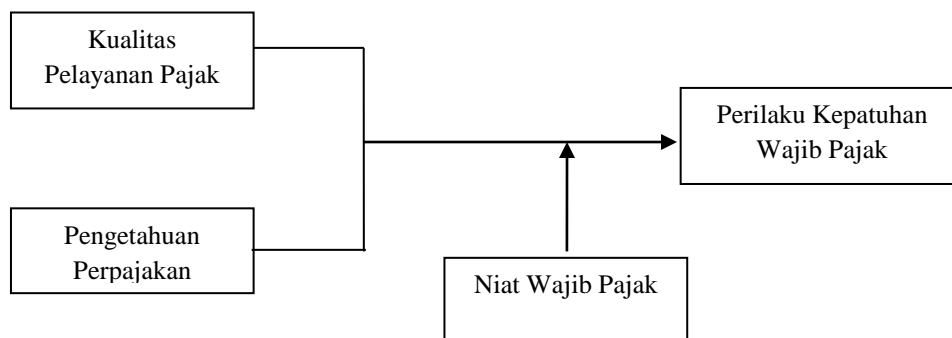 Kualitas
Pelayanan Pajak
Perilaku Kepatuhan
Wajib Pajak
Pengetahuan
Perpajakan
Niat Wajib Pajak